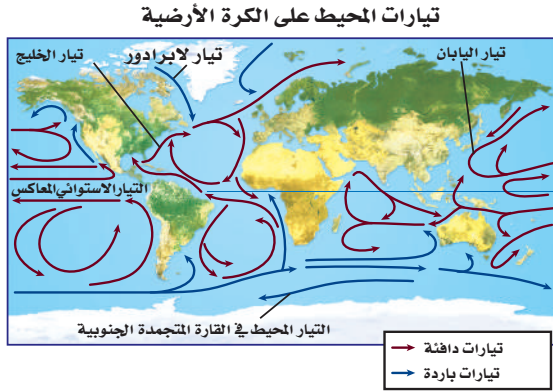 تيارات المحيط على الكرة الأرضية
تيار اليابان
تيار لابرادور
تيار الخليج
التيار الاستوائي المعاكس
التيار المحيط في القارة المتجمدة الجنوبية
تيارات دافئة
تيارات باردة